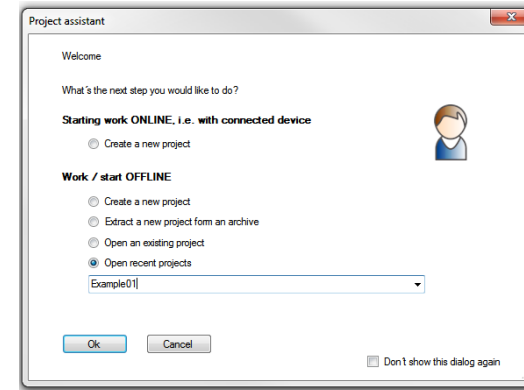 Project assistant
Welcome
What´s the next step you would like to do?
Starting work ONLINE, i.e. with connected device
Create a new project
Work / start OFFLINE
Create a new project
Extract a new project form an archive
Open an existing project
Open recent projects
Example01
Ok Cancel
Don't show this dialog again